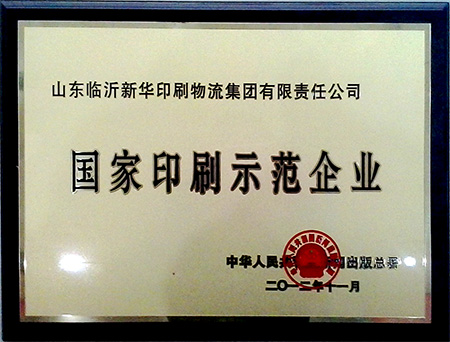 山东临沂新华印刷物流集团有限责任公司
国家印刷示范企业
中华人民共 出版总署
二〇一二年十一月